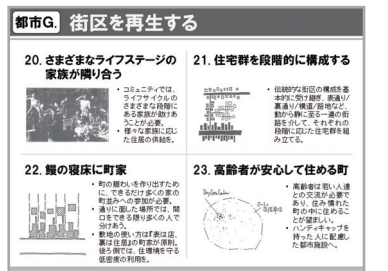 都市G. 街区を再生する
20. さまざまなライフステージの
家族が隣り合う
• コミュニティでは、
ライフサイクルの
さまざまな段階に
ある家族が助けあ
うことが必要。
• 様々な家族に応じ
た住居の供給を。
21. 住宅群を段階的に構成する
• 伝統的な街区の構成を基
本的に受け継ぎ、表通り/
裏通り/横道/路地など、
動から静に至る一連の街
路を介して、それぞれの
段階に応じた住宅群を組
み立てる。
22. 鰻の寝床に町家
• 町の賑わいを作り出すため
に、できるだけ多くの家の
町並みへの参加が必要。
• 通りに面した場所では、間
口をできる限り多くの人で
分けあう。
• 敷地の使い方は『表は店、
裏は住居』の町家が原則。
後ろ側では、住環境を守る
低密度の利用を。
23. 高齢者が安心して住める町
• 高齢者は若い人達
との交流が必要で
あり、住み慣れた
町の中に住めるこ
とが望ましい。
• ハンディキャップを
持った人に配慮し
た都市施設へ。